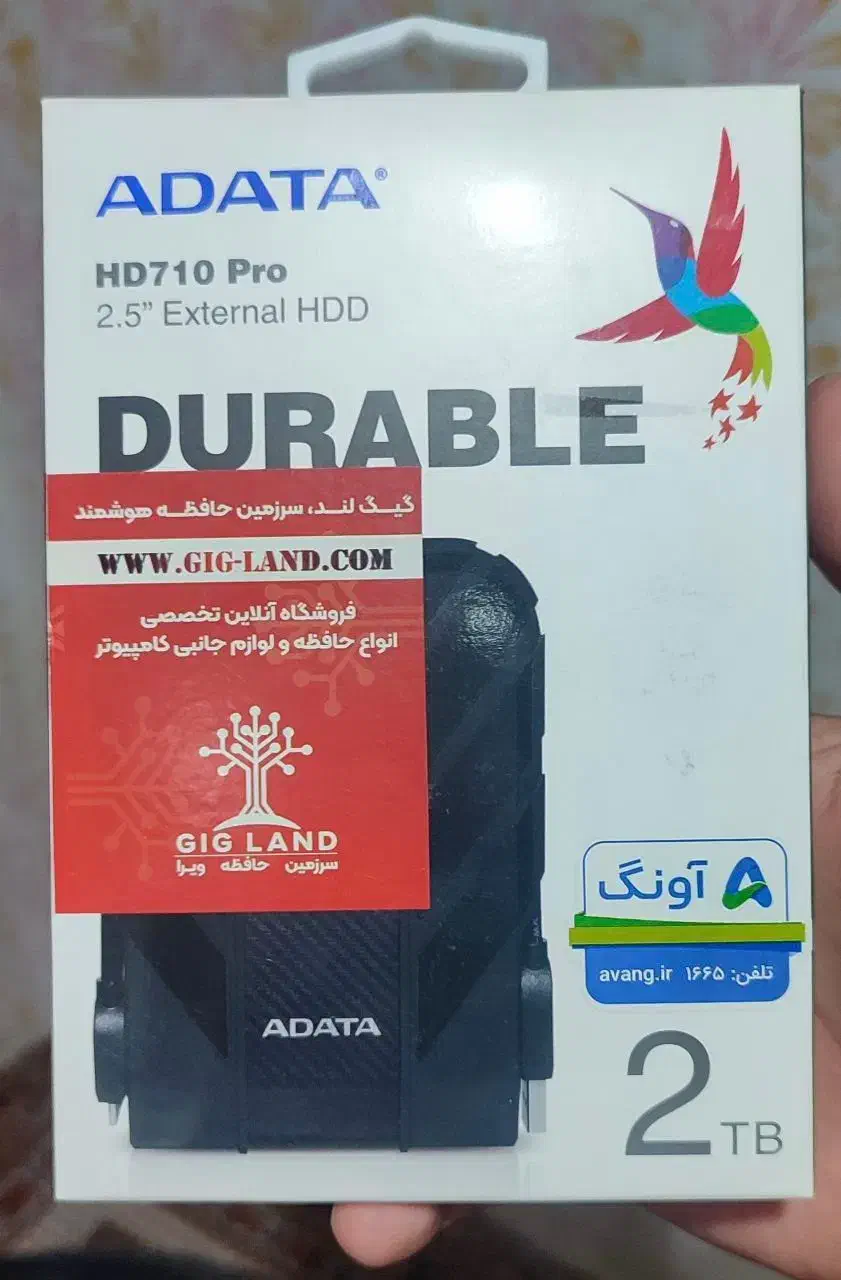 ADATA®
HD710 Pro
2.5” External HDD
DURABLE
گیگ لند، سرزمین حافظه هوشمند
WWW.GIG-LAND.COM
فروشگاه آنلاین تخصصی
انواع حافظه و لوازم جانبی کامپیوتر
GIG LAND
سرزمین حافظه ویرا
آونگ
تلفن: ۱۶۶۵ avang.ir
ADATA
2TB